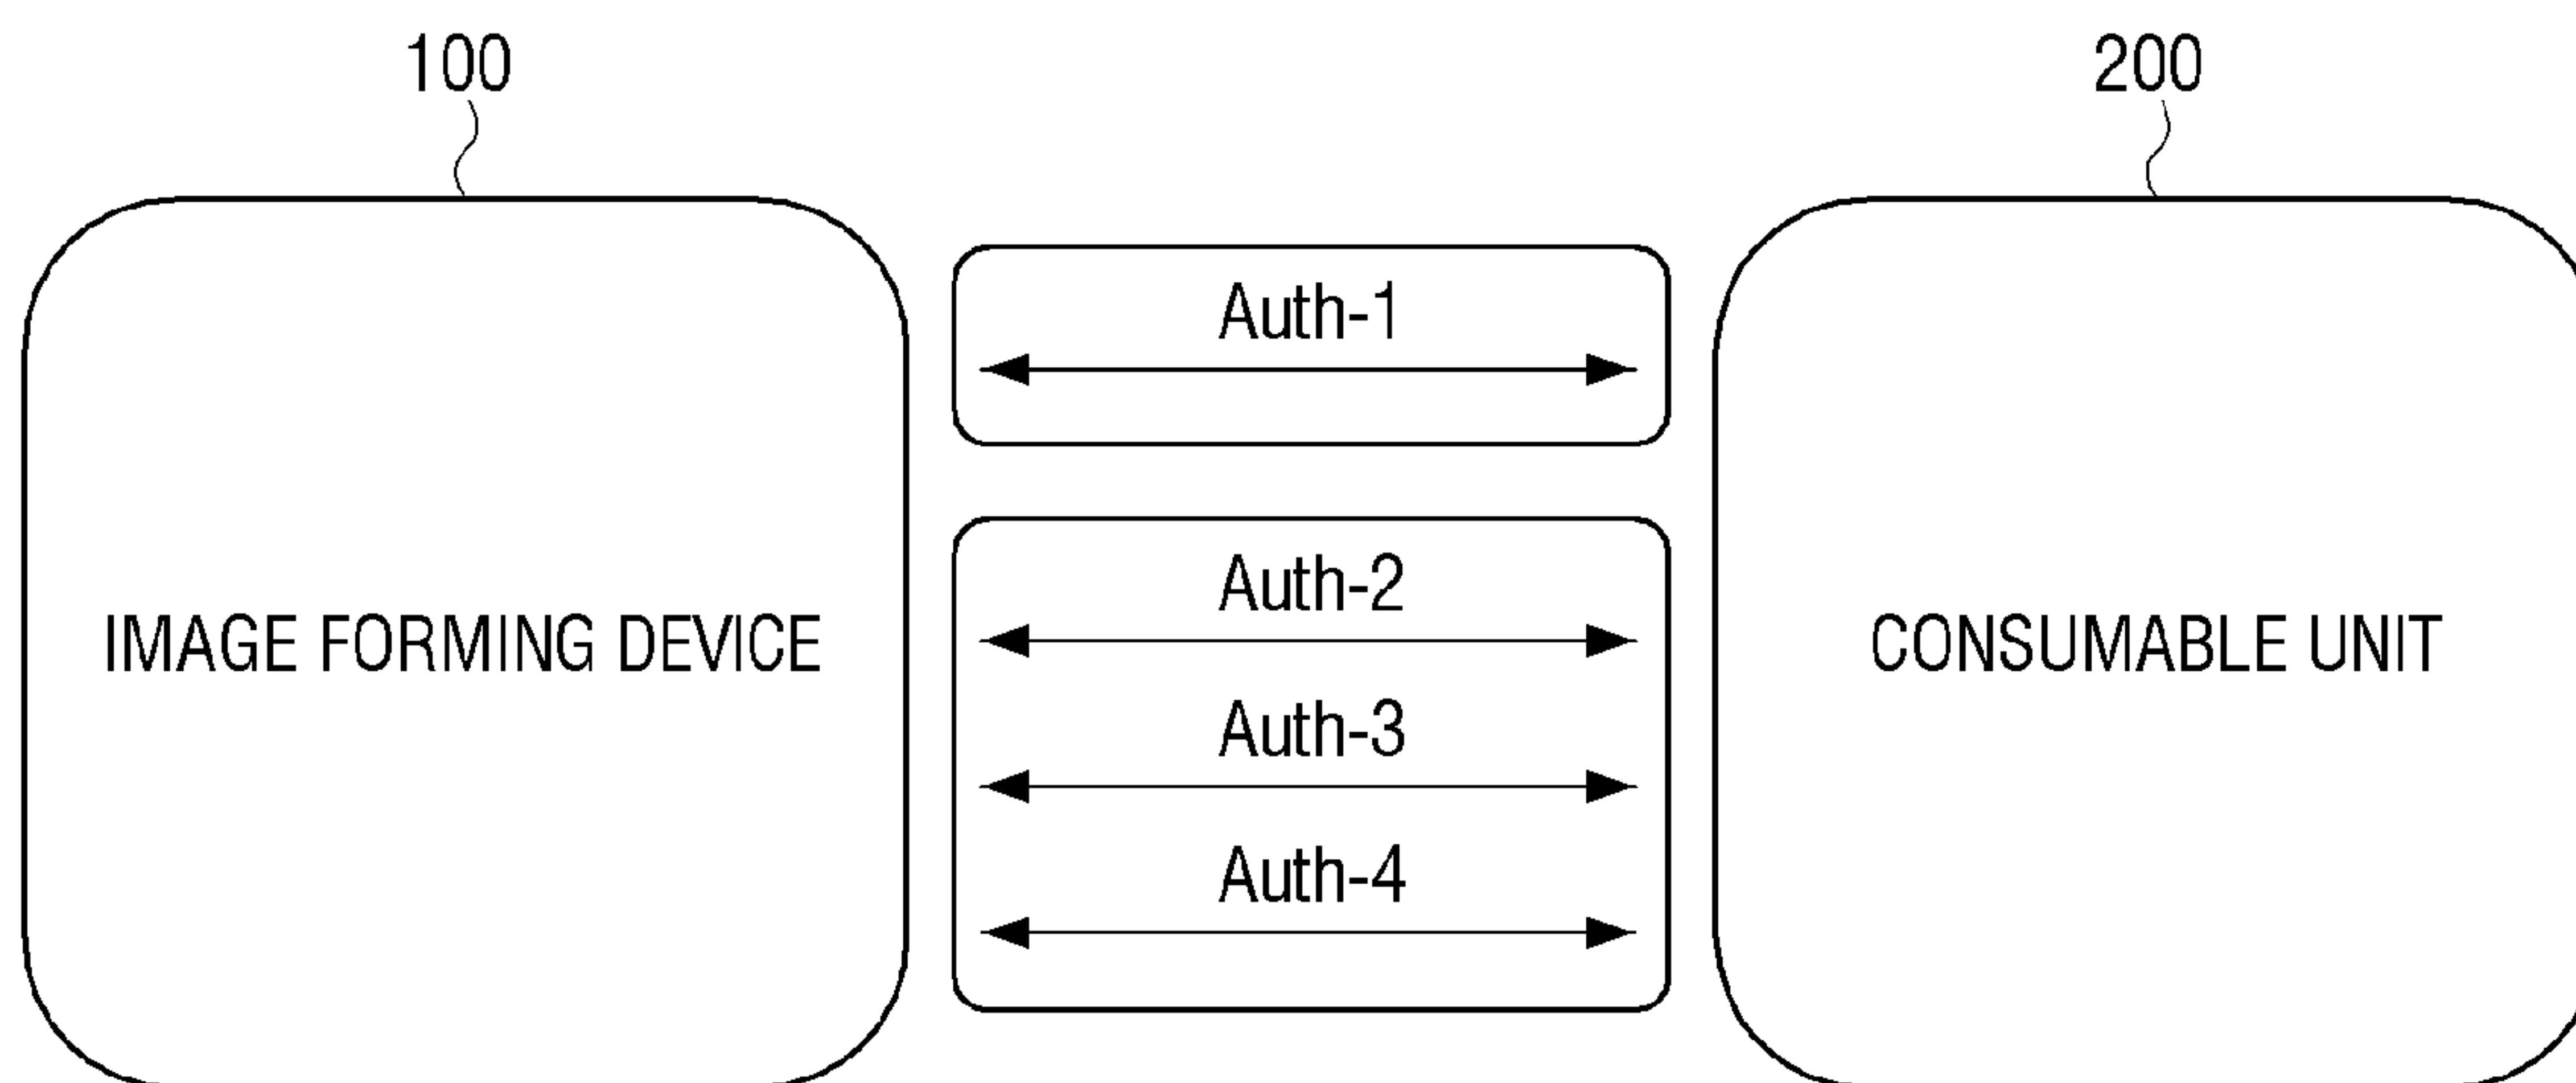 100
200
Auth-1
Auth-2
IMAGE FORMING DEVICE
CONSUMABLE UNIT
Auth-3
Auth-4